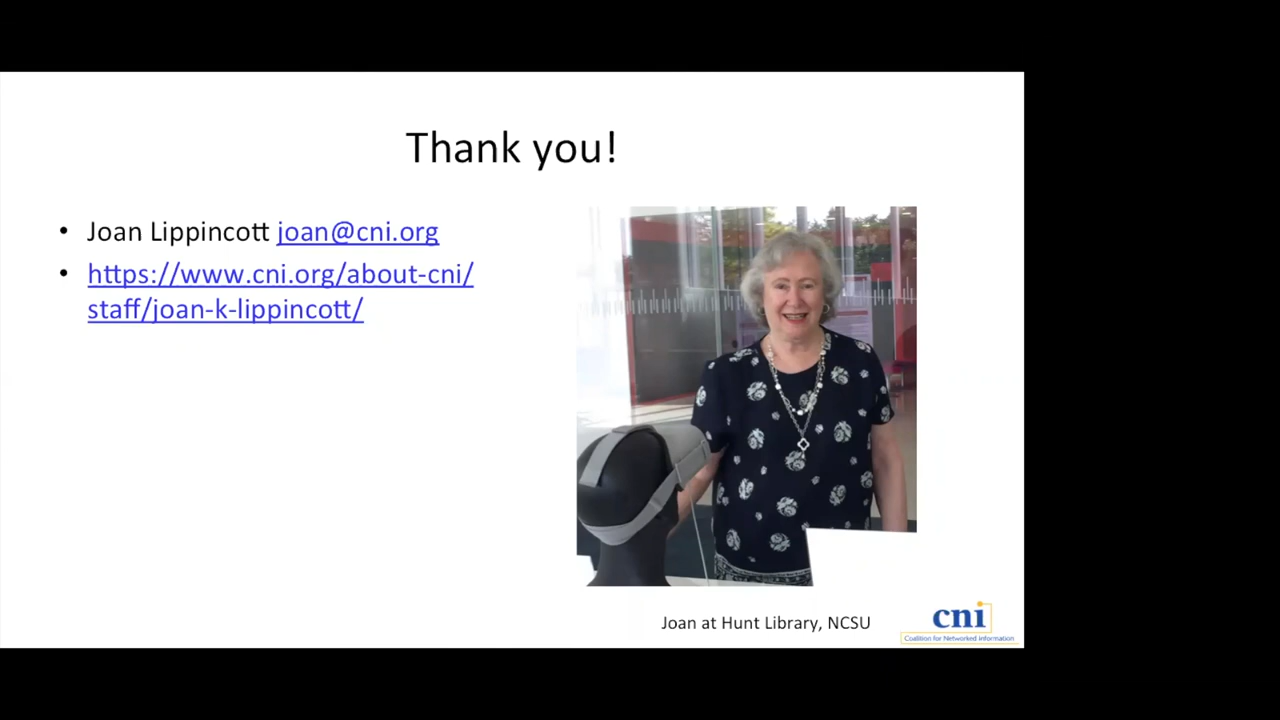 Thank you!
• Joan Lippincott joan@cni.org
• https://www.cni.org/about-cni/
staff/joan-k-lippincott/
Joan at Hunt Library, NCSU
cni
Coalition for Networked Information